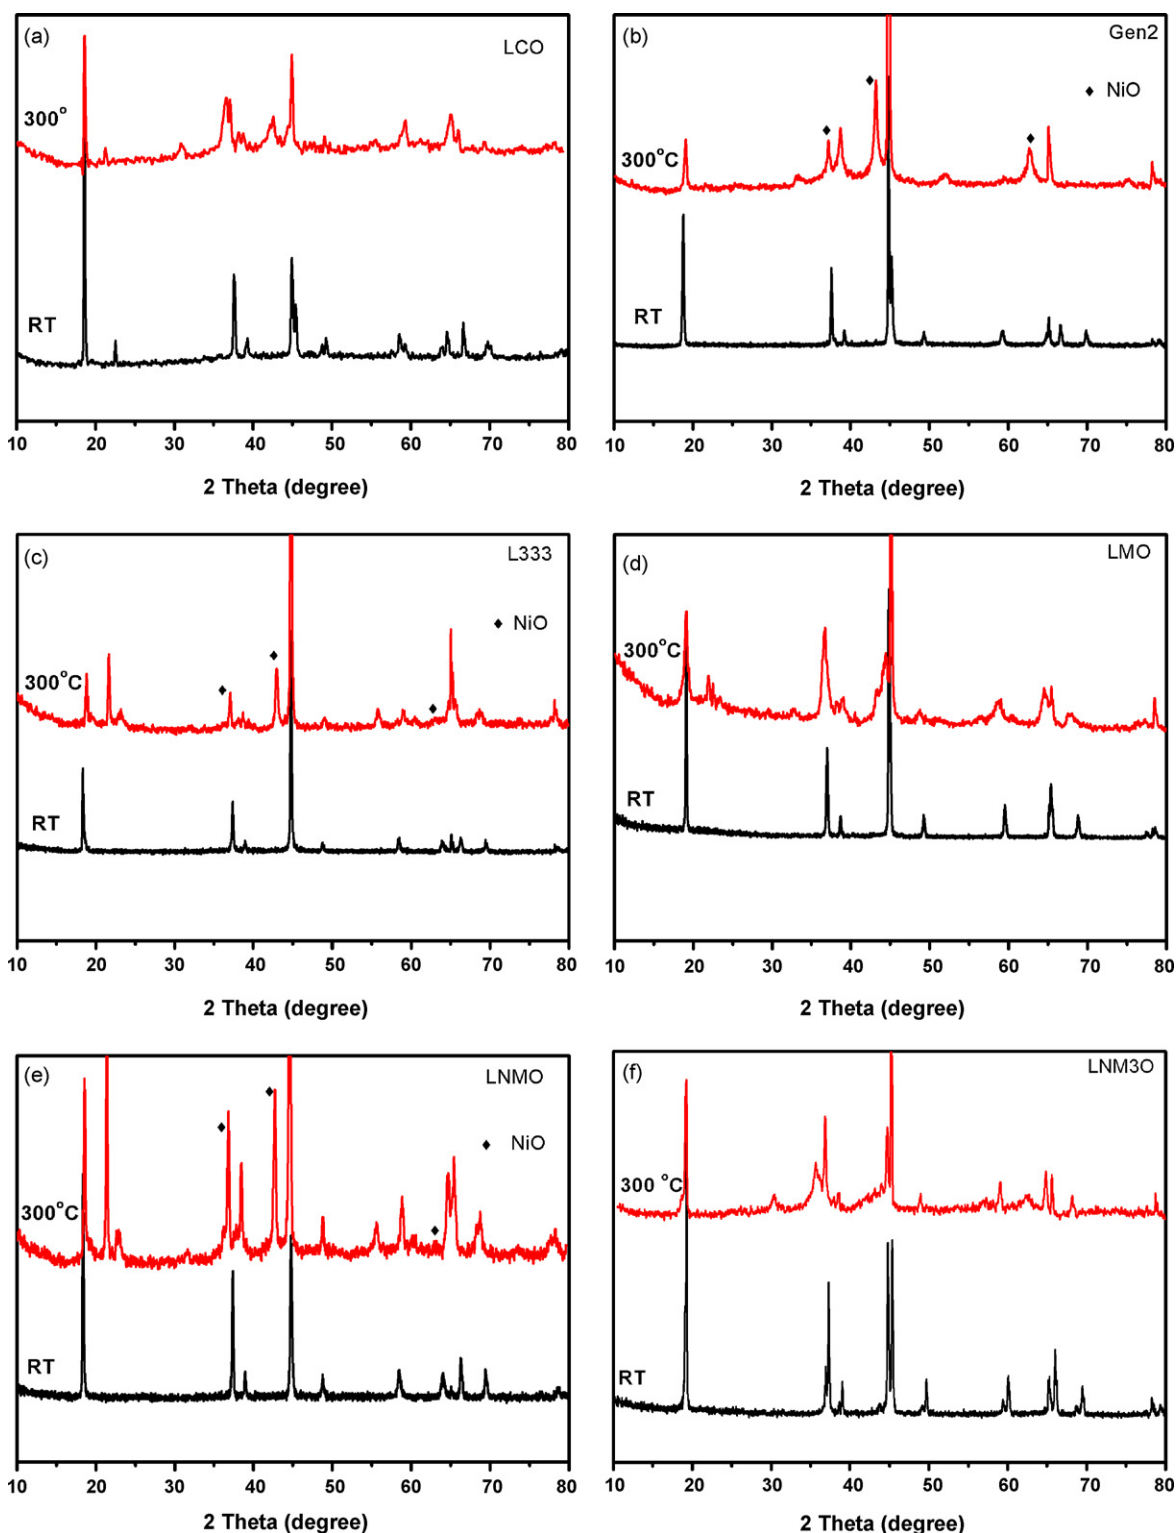 (a)
LCO
300°
RT
10 20 30 40 50 60 70 80
2 Theta (degree)
(b)
Gen2
♦ NiO
300°C
RT
10 20 30 40 50 60 70 80
2 Theta (degree)
(c)
L333
♦ NiO
300°C
RT
10 20 30 40 50 60 70 80
2 Theta (degree)
(d)
LMO
300°C
RT
10 20 30 40 50 60 70 80
2 Theta (degree)
(e)
LNMO
♦ NiO
300°C
RT
10 20 30 40 50 60 70 80
2 Theta (degree)
(f)
LNM3O
300 °C
RT
10 20 30 40 50 60 70 80
2 Theta (degree)